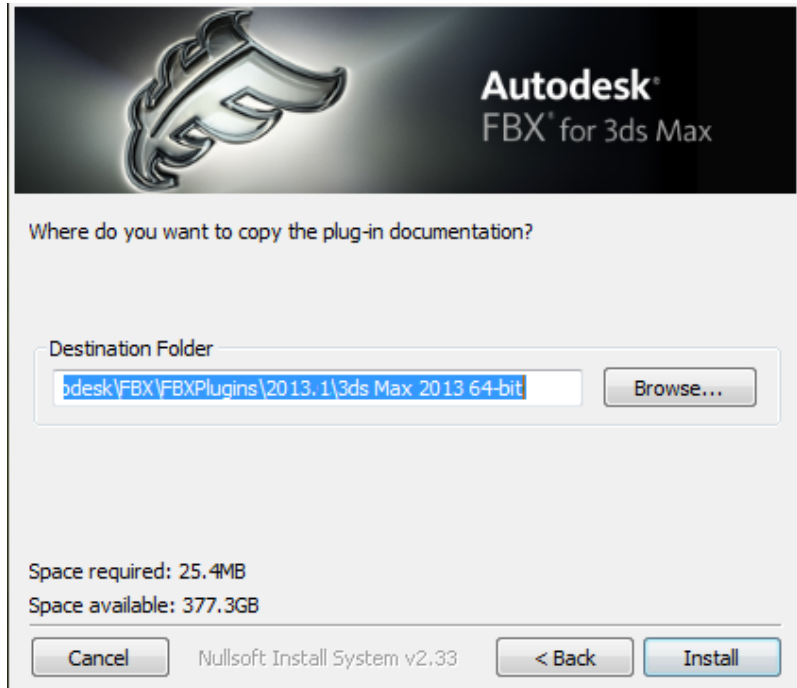 Autodesk®
FBX® for 3ds Max
Where do you want to copy the plug-in documentation?
Destination Folder
odesk\FBX\FBXPlugins\2013.1\3ds Max 2013 64-bit
Browse...
Space required: 25.4MB
Space available: 377.3GB
Cancel
Nullsoft Install System v2.33
< Back
Install